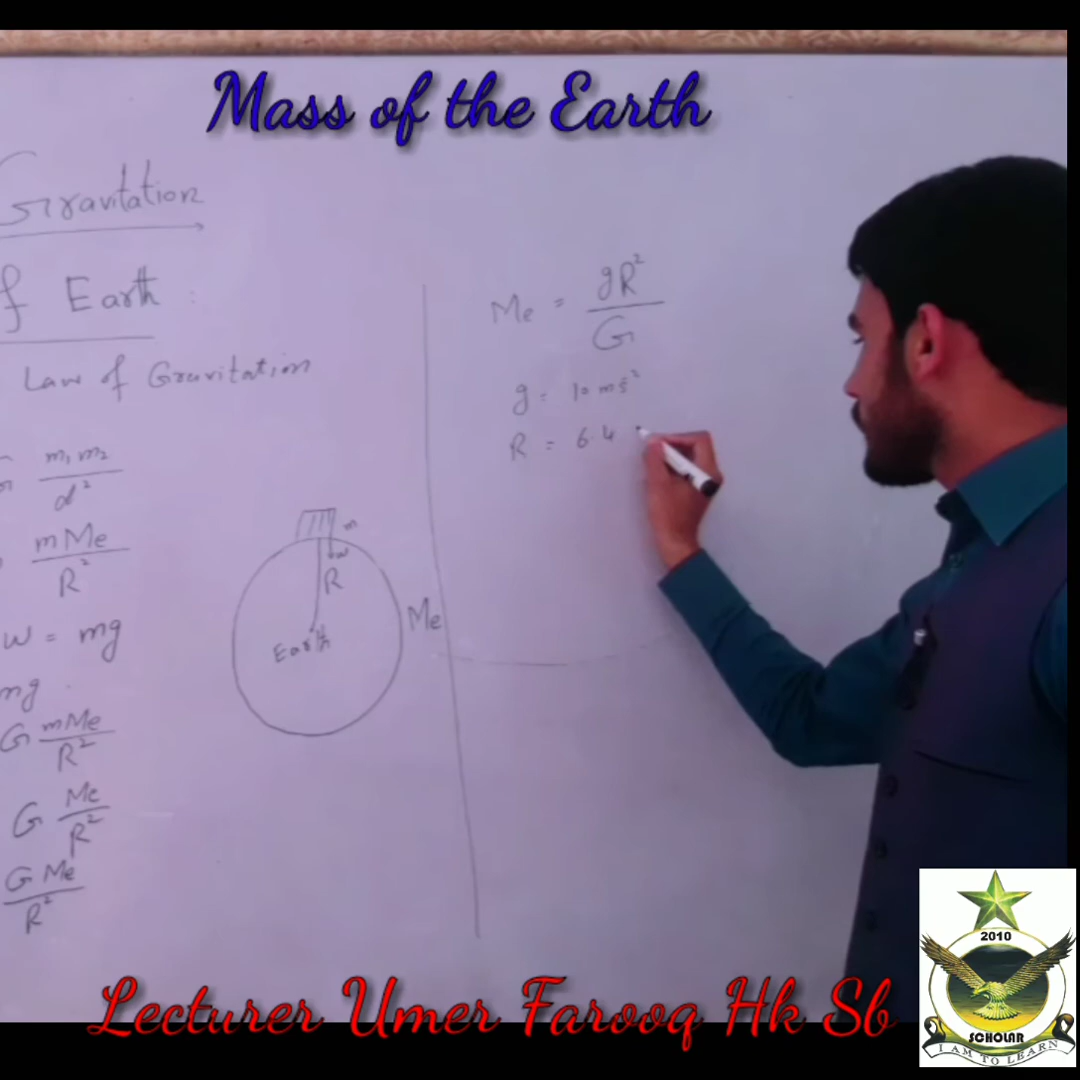 Mass of the Earth
Gravitation
f Earth
Law of Gravitation
m₁ m₂
d²
mMe
R²
w = mg
mg
G mMe
R²
G Me
R²
G Me
R²
m
w
R
Earth
Me
Me = gR²
G
g = 10 ms⁻²
R = 6.4
Lecturer Umer Farooq Hk Sb
2010
SCHOLAR
I AM TO LEARN